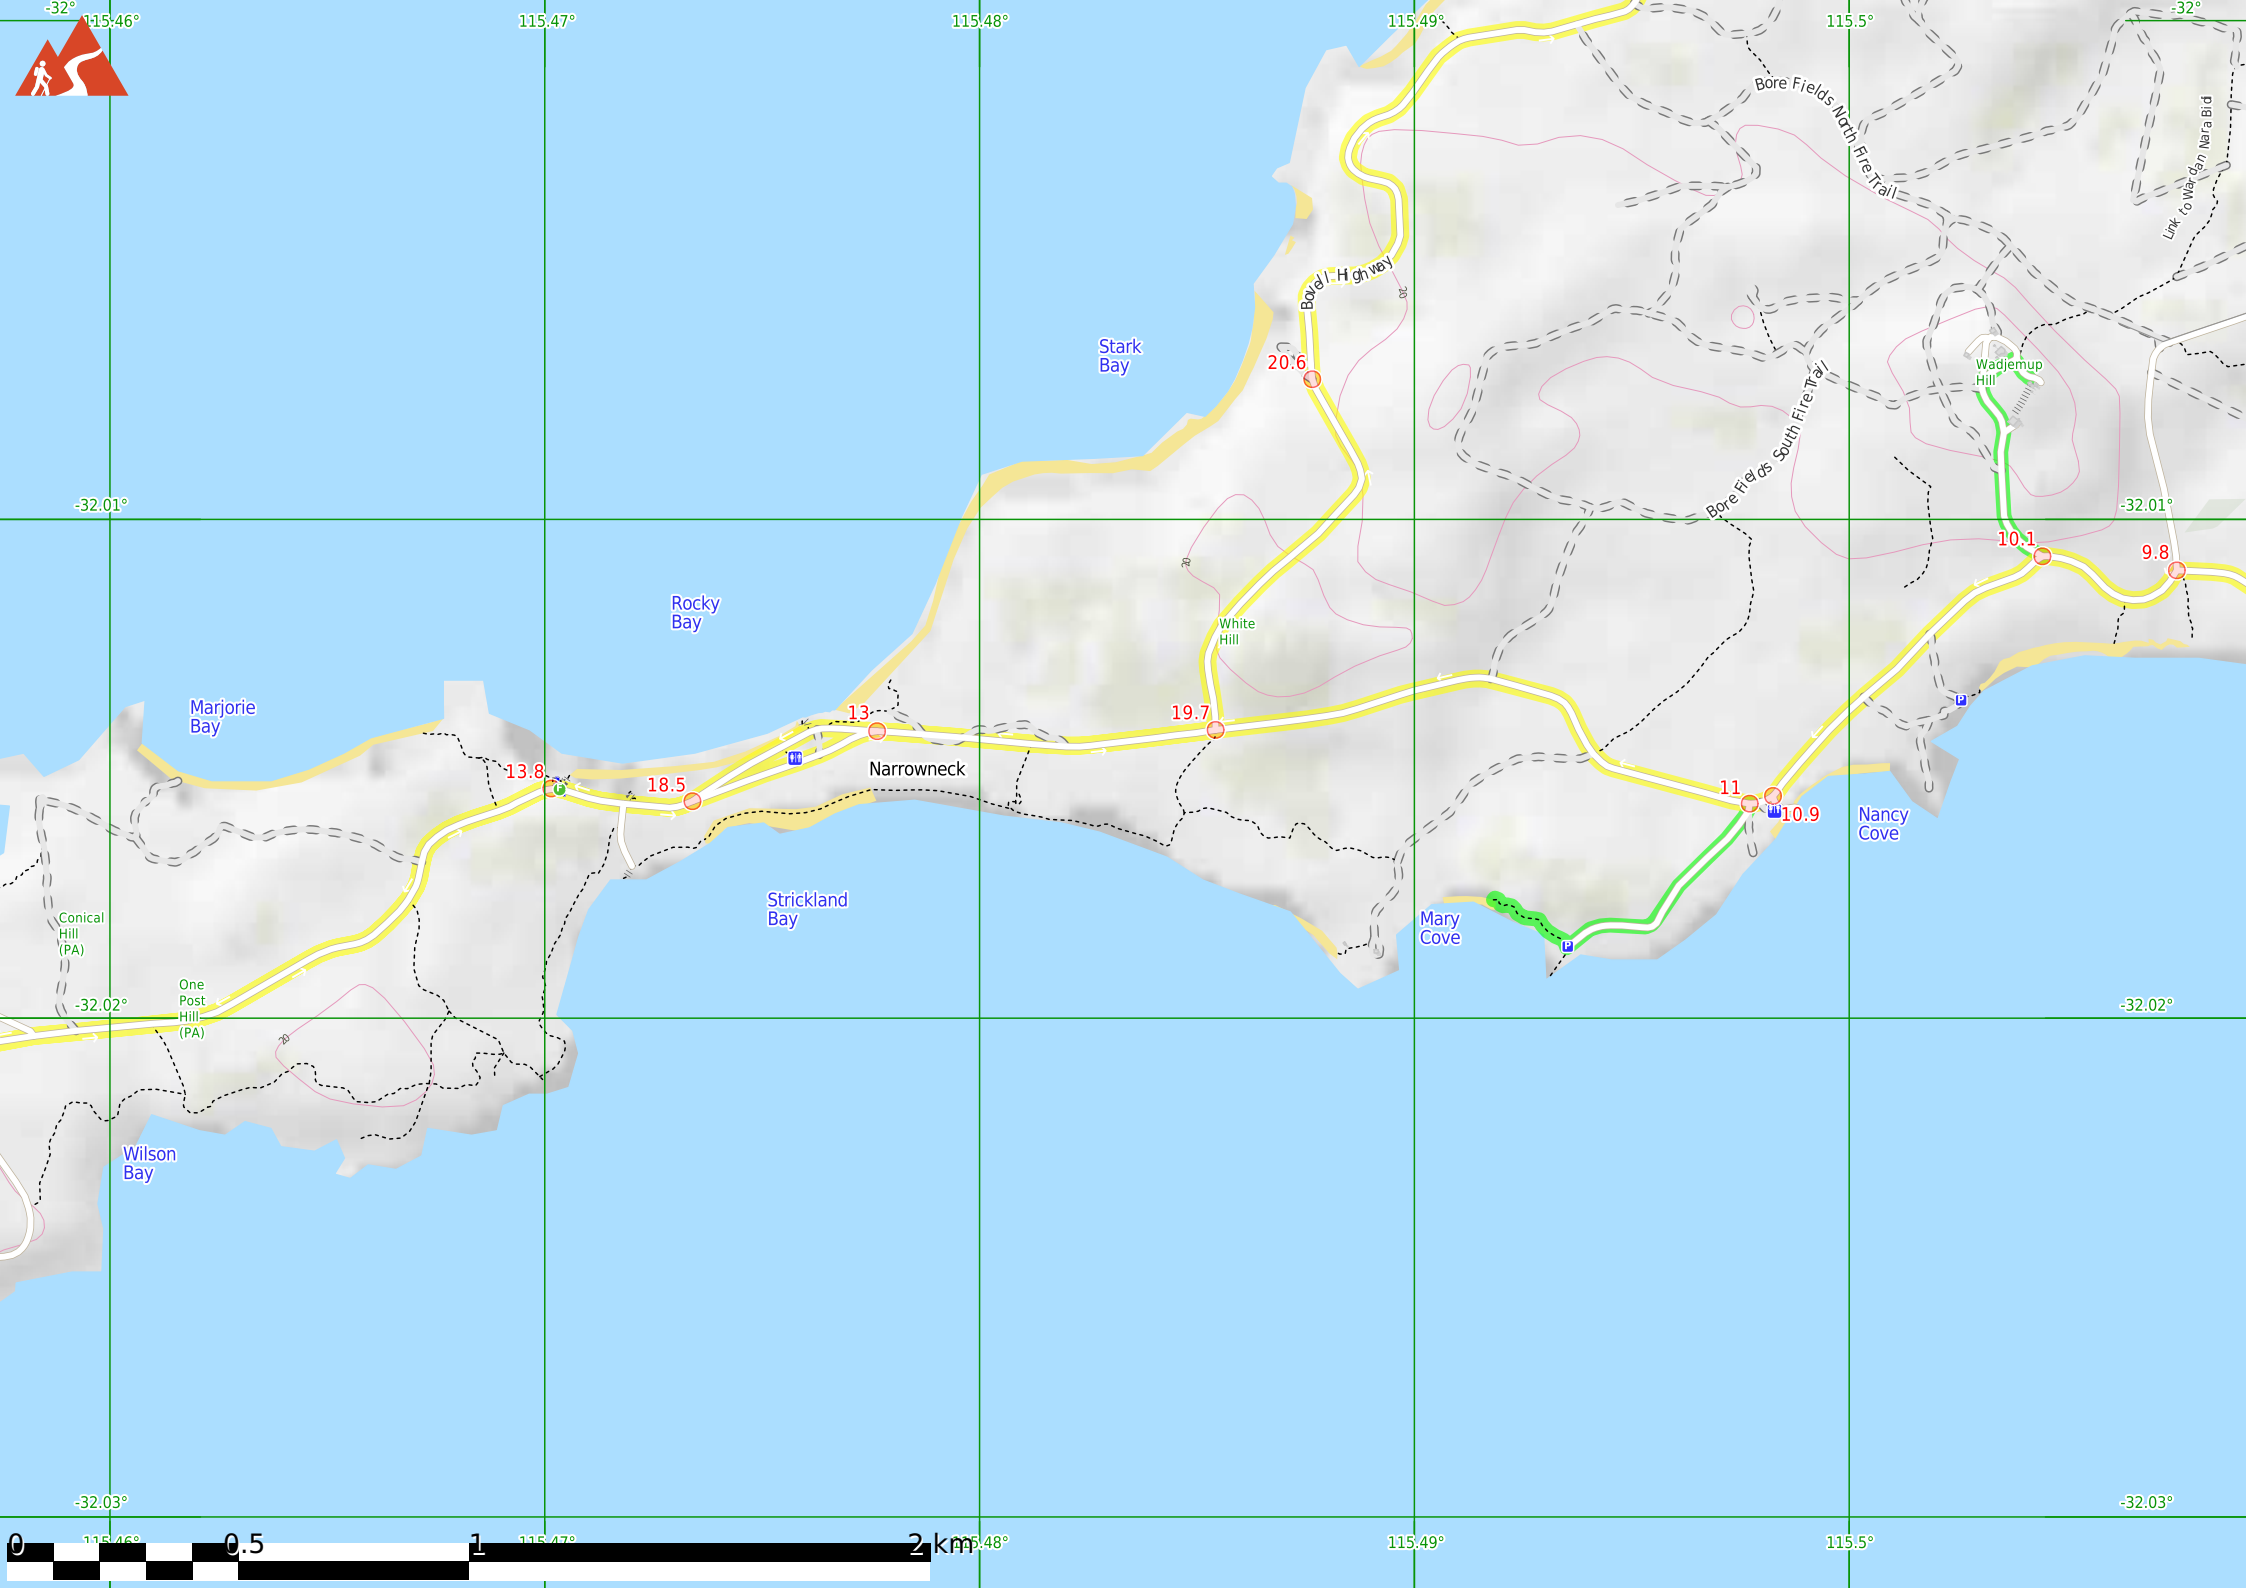 -32°
115.46°
115.47°
115.48°
115.49°
115.5°
-32°
Bore Fields North Fire Trail
Link to Wardan Nara Bidi
Bovell Highway
20
Stark
Bay
20.6
Wadjemup
Hill
Bore Fields South Fire Trail
-32.01°
-32.01°
10.1
9.8
20
Rocky
Bay
White
Hill
Marjorie
Bay
13
19.7
P
13.8
F
18.5
Narrowneck
11
10.9
Nancy
Cove
Strickland
Bay
Mary
Cove
P
Conical
Hill
(PA)
One
Post
Hill
(PA)
-32.02°
-32.02°
20
Wilson
Bay
-32.03°
-32.03°
0
0.5
1
2 km
115.46°
115.47°
115.48°
115.49°
115.5°